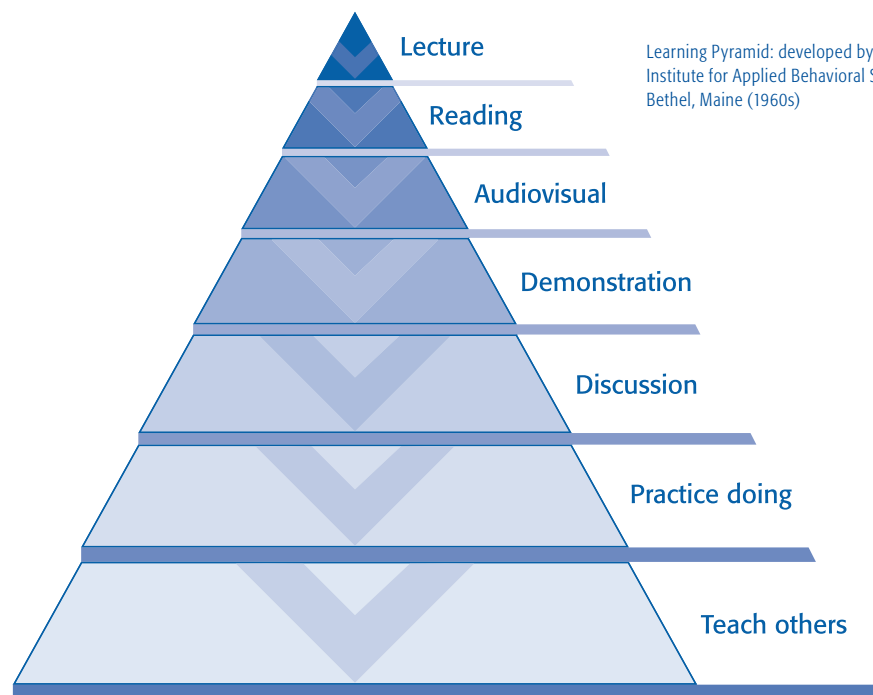 Lecture
Learning Pyramid: developed by
Institute for Applied Behavioral
Bethel, Maine (1960s)
Reading
Audiovisual
Demonstration
Discussion
Practice doing
Teach others